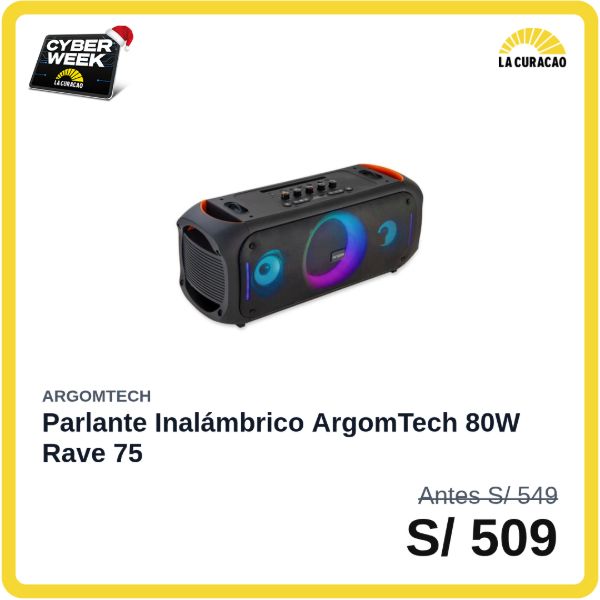 CYBER
WEEK
LA CURACAO
LA CURACAO
ARGOMTECH
Parlante Inalámbrico ArgomTech 80W
Rave 75
Antes S/ 549
S/ 509